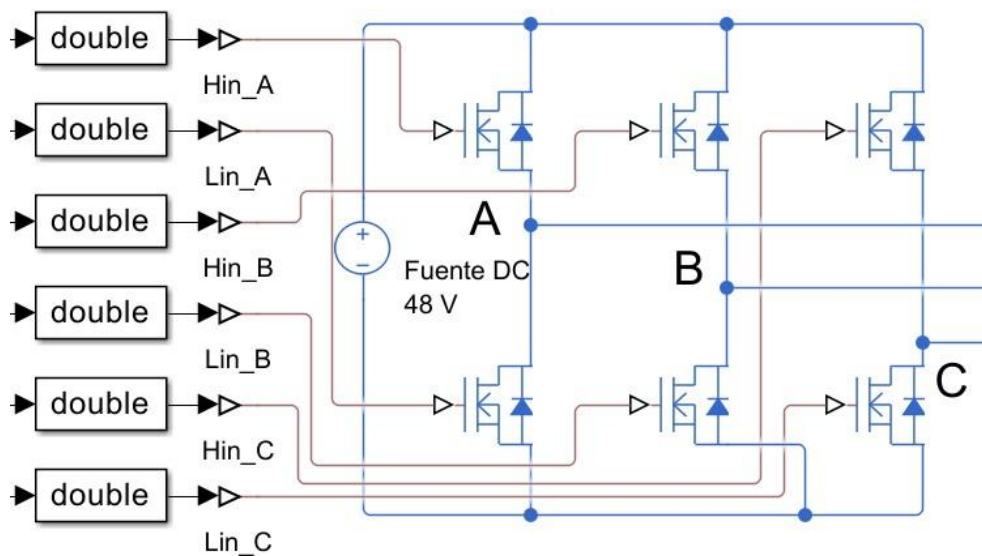 double
Hin_A
double
Lin_A
double
Hin_B
double
Lin_B
double
Hin_C
double
Lin_C
A
+
−
Fuente DC
48 V
B
C